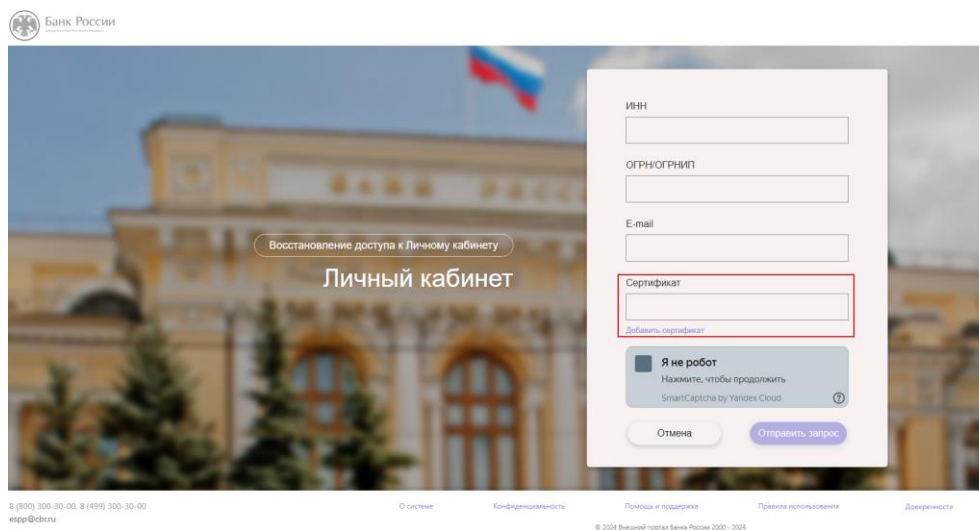 Банк России
ИНН
ОГРН/ОГРНИП
E-mail
Восстановление доступа к Личному кабинету
Личный кабинет
Сертификат
Добавить сертификат
Я не робот
Нажмите, чтобы продолжить
SmartCaptcha by Yandex Cloud
Отмена
Отправить запрос
8 (800) 300-30-00, 8 (499) 300-30-00
О системе
Конфиденциальность
Помощь и поддержка
Правила использования
Доверенности
espp@cbr.ru
© 2024 Внешний портал Банка России 2000 - 2024